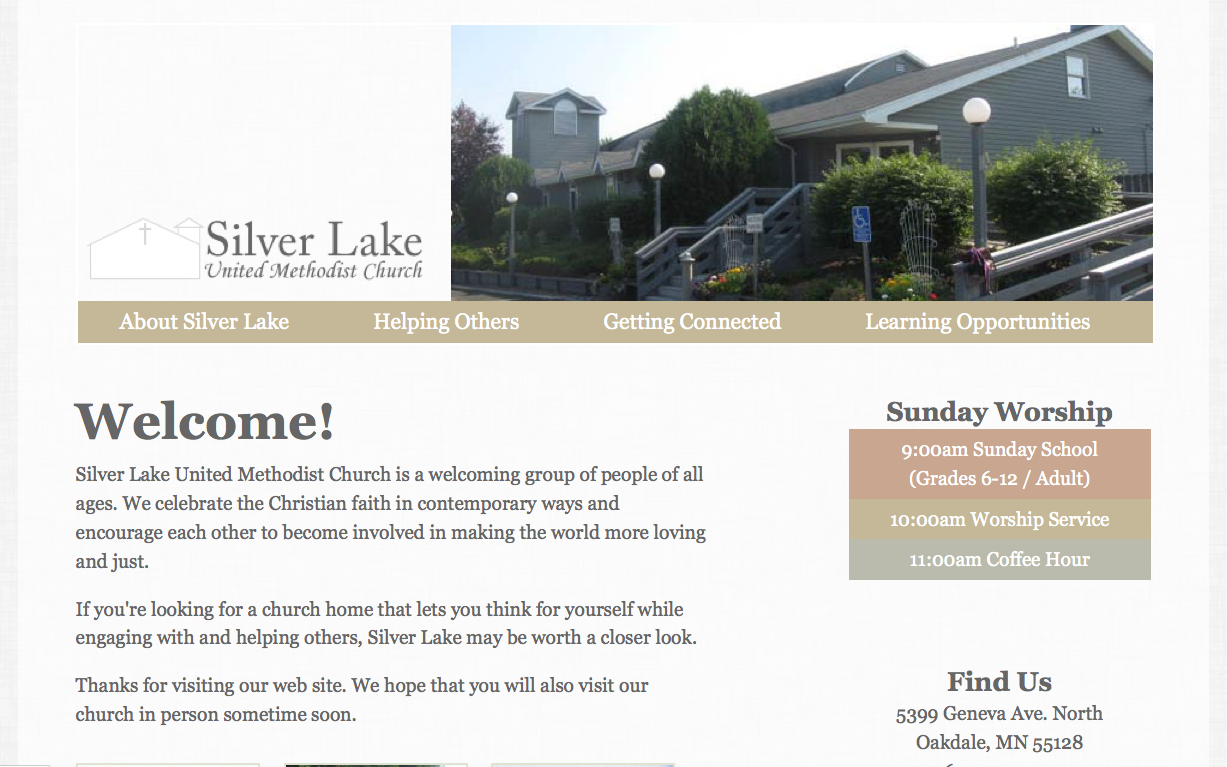 Silver Lake
United Methodist Church
About Silver Lake
Helping Others
Getting Connected
Learning Opportunities
Welcome!
Silver Lake United Methodist Church is a welcoming group of people of all
ages. We celebrate the Christian faith in contemporary ways and
encourage each other to become involved in making the world more loving
and just.
If you're looking for a church home that lets you think for yourself while
engaging with and helping others, Silver Lake may be worth a closer look.
Thanks for visiting our web site. We hope that you will also visit our
church in person sometime soon.
Sunday Worship
9:00am Sunday School
(Grades 6-12 / Adult)
10:00am Worship Service
11:00am Coffee Hour
Find Us
5399 Geneva Ave. North
Oakdale, MN 55128